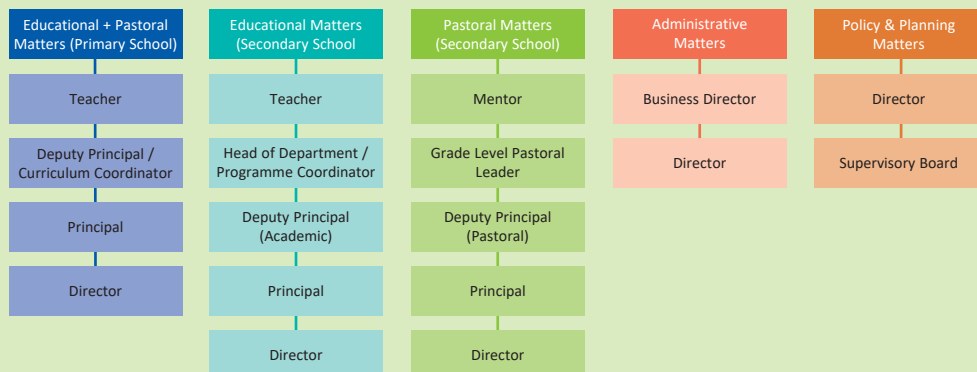 Educational + Pastoral
Matters (Primary School)
Teacher
Deputy Principal /
Curriculum Coordinator
Principal
Director
Educational Matters
(Secondary School
Teacher
Head of Department /
Programme Coordinator
Deputy Principal
(Academic)
Principal
Director
Pastoral Matters
(Secondary School)
Mentor
Grade Level Pastoral
Leader
Deputy Principal
(Pastoral)
Principal
Director
Administrative
Matters
Business Director
Director
Policy & Planning
Matters
Director
Supervisory Board